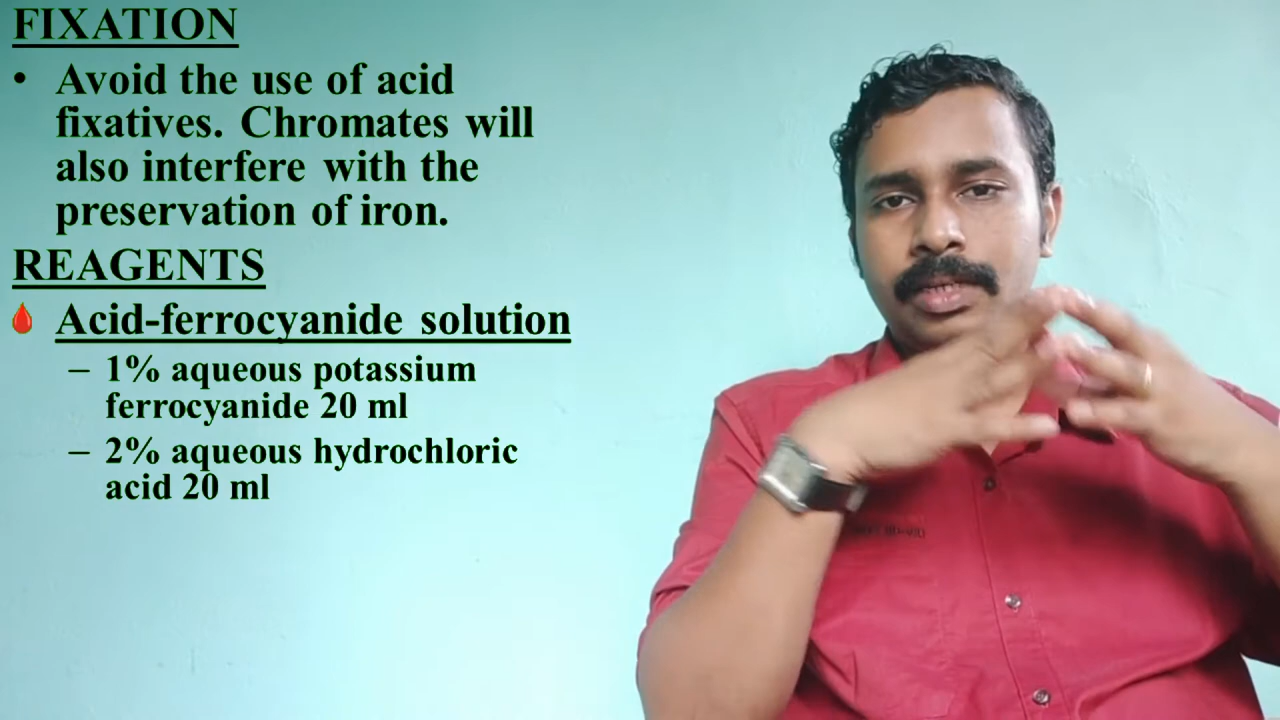 FIXATION
• Avoid the use of acid
fixatives. Chromates will
also interfere with the
preservation of iron.
REAGENTS
Acid-ferrocyanide solution
– 1% aqueous potassium
ferrocyanide 20 ml
– 2% aqueous hydrochloric
acid 20 ml